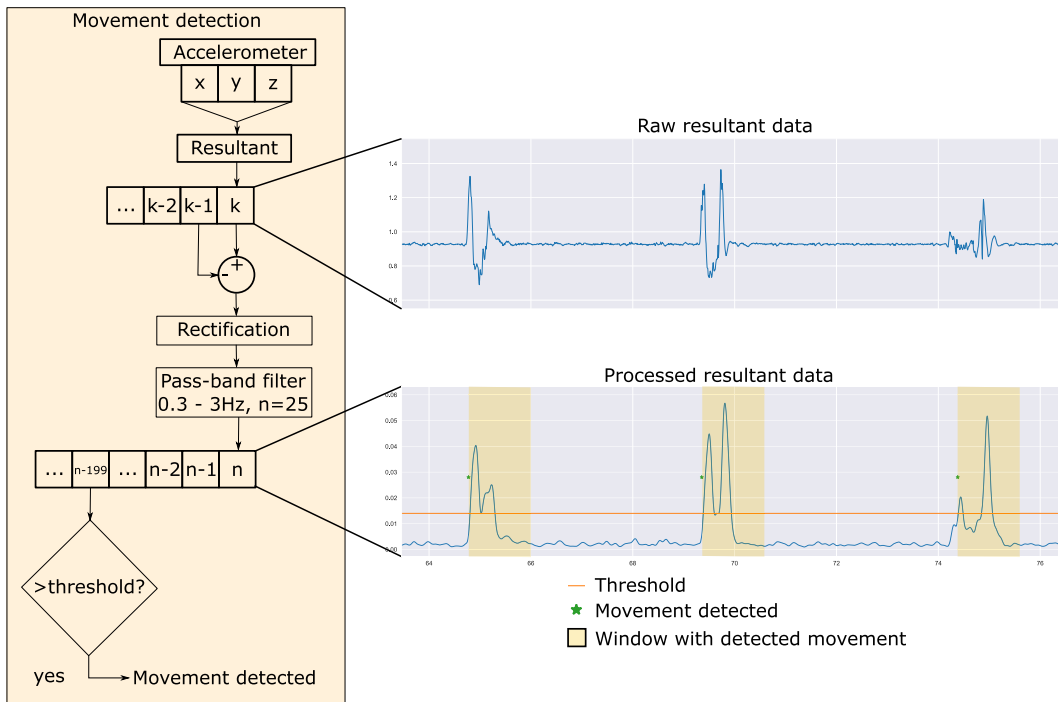 Movement detection
Accelerometer
x y z
Resultant
... k-2 k-1 k
+
-
Rectification
Pass-band filter
0.3 - 3Hz, n=25
... n-199 ... n-2 n-1 n
>threshold?
yes
Movement detected
Raw resultant data
1.4
1.2
1.0
0.8
0.6
Processed resultant data
0.06
0.05
0.04
0.03
0.02
0.01
0.00
64 66 68 70 72 74 76
Threshold
Movement detected
Window with detected movement